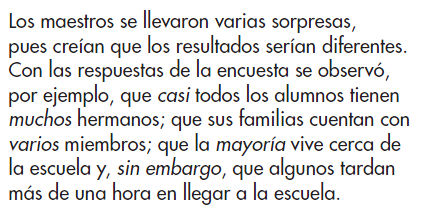 Los maestros se llevaron varias sorpresas,
pues creían que los resultados serían diferentes.
Con las respuestas de la encuesta se observó,
por ejemplo, que casi todos los alumnos tienen
muchos hermanos; que sus familias cuentan con
varios miembros; que la mayoría vive cerca de
la escuela y, sin embargo, que algunos tardan
más de una hora en llegar a la escuela.